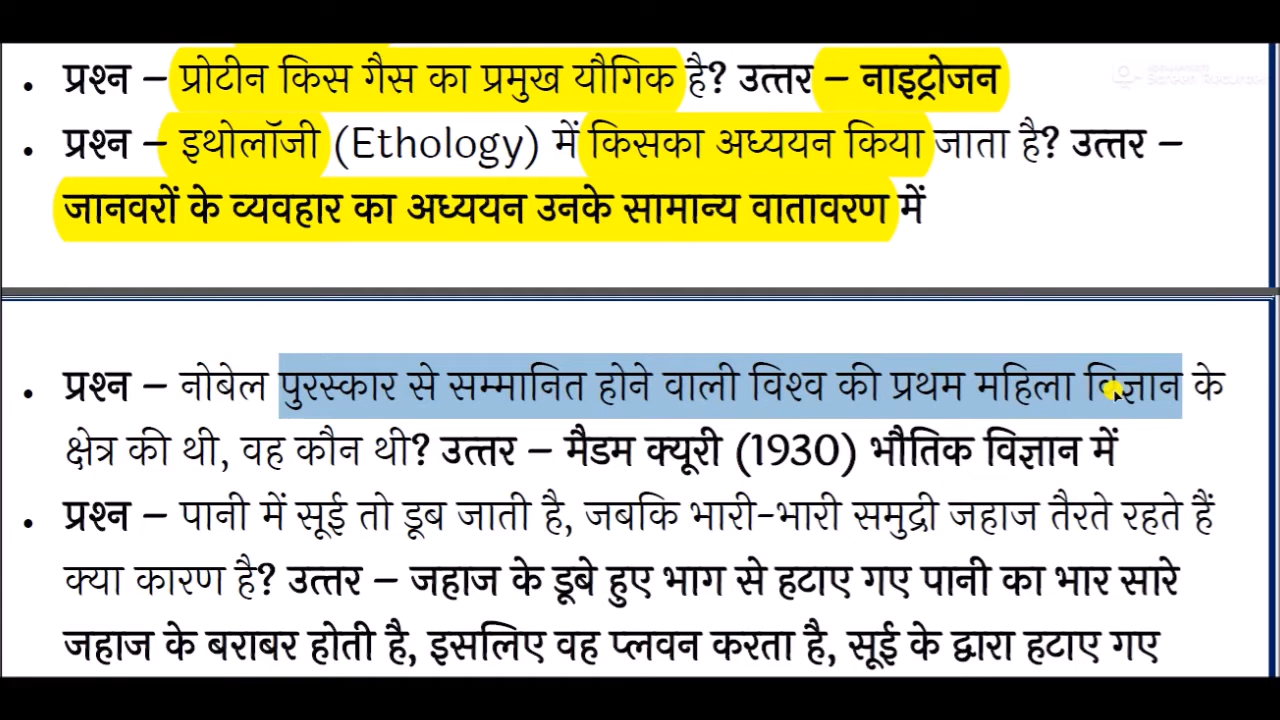 • प्रश्न – प्रोटीन किस गैस का प्रमुख यौगिक है? उत्तर – नाइट्रोजन
• प्रश्न – इथोलॉजी (Ethology) में किसका अध्ययन किया जाता है? उत्तर –
जानवरों के व्यवहार का अध्ययन उनके सामान्य वातावरण में
• प्रश्न – नोबेल पुरस्कार से सम्मानित होने वाली विश्व की प्रथम महिला विज्ञान के
क्षेत्र की थी, वह कौन थी? उत्तर – मैडम क्यूरी (1930) भौतिक विज्ञान में
• प्रश्न – पानी में सूई तो डूब जाती है, जबकि भारी-भारी समुद्री जहाज तैरते रहते हैं
क्या कारण है? उत्तर – जहाज के डूबे हुए भाग से हटाए गए पानी का भार सारे
जहाज के बराबर होती है, इसलिए वह प्लवन करता है, सूई के द्वारा हटाए गए